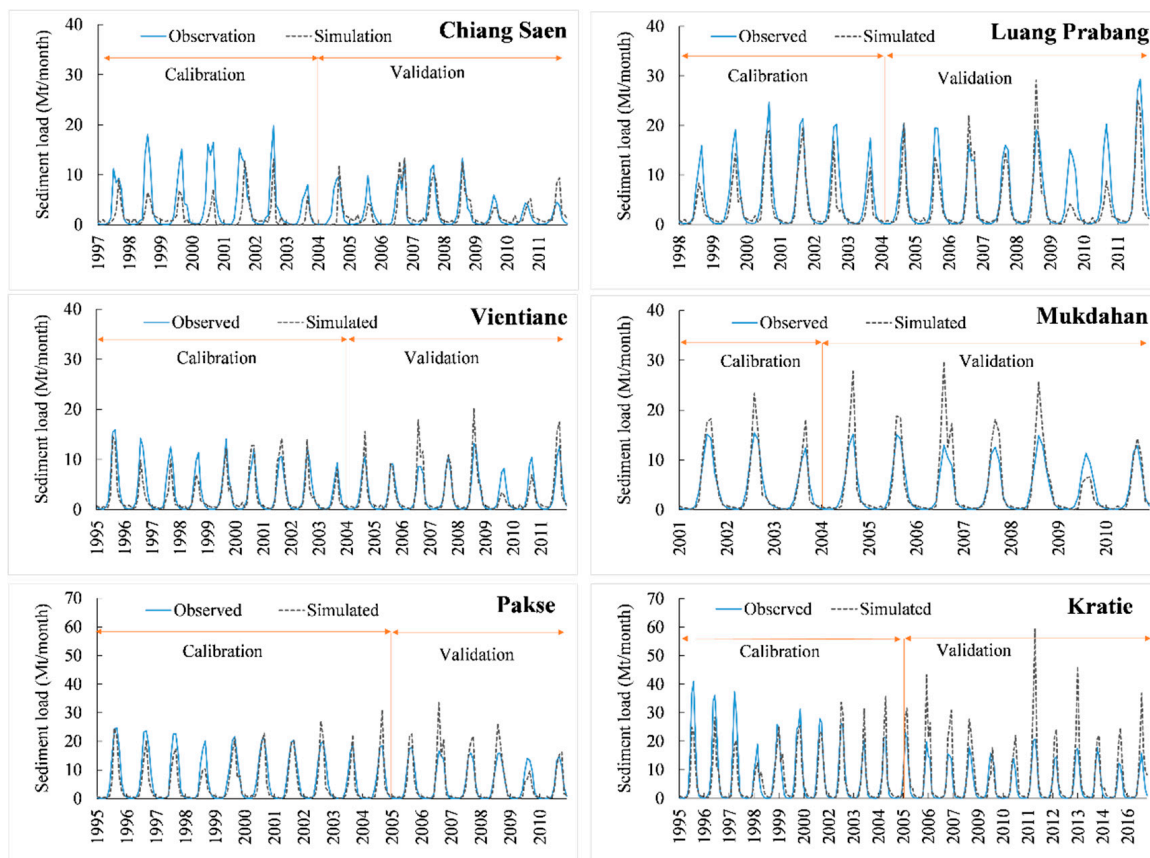 Chiang Saen
Observation Simulation
Calibration Validation
Sediment load (Mt/month)
40
30
20
10
0
1997 1998 1999 2000 2001 2002 2003 2004 2005 2006 2007 2008 2009 2010 2011
Luang Prabang
Observed Simulated
Calibration Validation
Sediment load (Mt/month)
40
30
20
10
0
1998 1999 2000 2001 2002 2003 2004 2005 2006 2007 2008 2009 2010 2011
Vientiane
Observed Simulated
Calibration Validation
Sediment load (Mt/month)
40
30
20
10
0
1995 1996 1997 1998 1999 2000 2001 2002 2003 2004 2005 2006 2007 2008 2009 2010 2011
Mukdahan
Observed Simulated
Calibration Validation
Sediment load (Mt/month)
40
30
20
10
0
2001 2002 2003 2004 2005 2006 2007 2008 2009 2010
Pakse
Observed Simulated
Calibration Validation
Sediment load (Mt/month)
70
60
50
40
30
20
10
0
1995 1996 1997 1998 1999 2000 2001 2002 2003 2004 2005 2006 2007 2008 2009 2010
Kratie
Observed Simulated
Calibration Validation
Sediment load (Mt/month)
70
60
50
40
30
20
10
0
1995 1996 1997 1998 1999 2000 2001 2002 2003 2004 2005 2006 2007 2008 2009 2010 2011 2012 2013 2014 2016